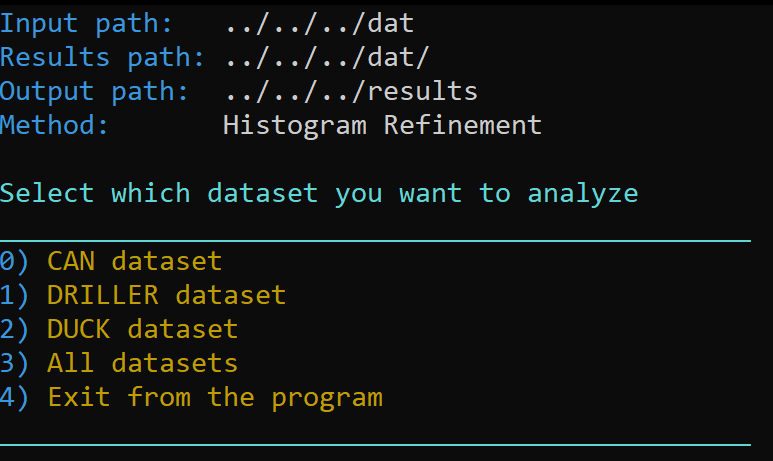 Input path: ../../../dat
Results path: ../../../dat/
Output path: ../../../results
Method: Histogram Refinement
Select which dataset you want to analyze
0) CAN dataset
1) DRILLER dataset
2) DUCK dataset
3) All datasets
4) Exit from the program